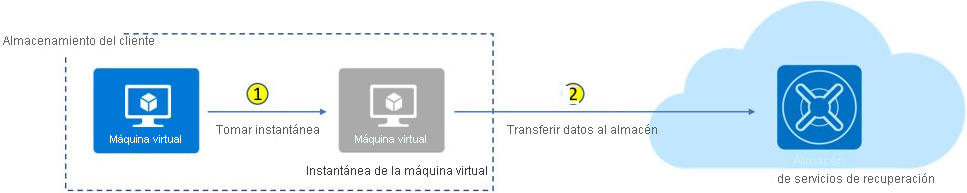 Almacenamiento del cliente
1
2
Máquina virtual
Tomar instantánea
Máquina virtual
Transferir datos al almacén
Instantánea de la máquina virtual
Almacén
de servicios de recuperación